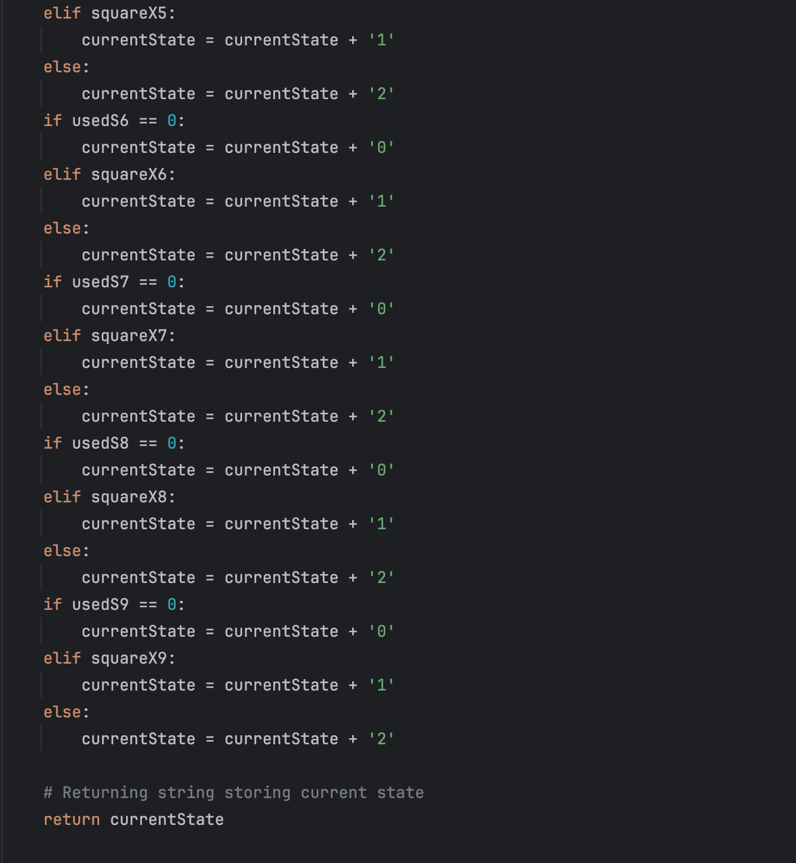 elif squareX5:
    currentState = currentState + '1'
else:
    currentState = currentState + '2'
if usedS6 == 0:
    currentState = currentState + '0'
elif squareX6:
    currentState = currentState + '1'
else:
    currentState = currentState + '2'
if usedS7 == 0:
    currentState = currentState + '0'
elif squareX7:
    currentState = currentState + '1'
else:
    currentState = currentState + '2'
if usedS8 == 0:
    currentState = currentState + '0'
elif squareX8:
    currentState = currentState + '1'
else:
    currentState = currentState + '2'
if usedS9 == 0:
    currentState = currentState + '0'
elif squareX9:
    currentState = currentState + '1'
else:
    currentState = currentState + '2'

# Returning string storing current state
return currentState